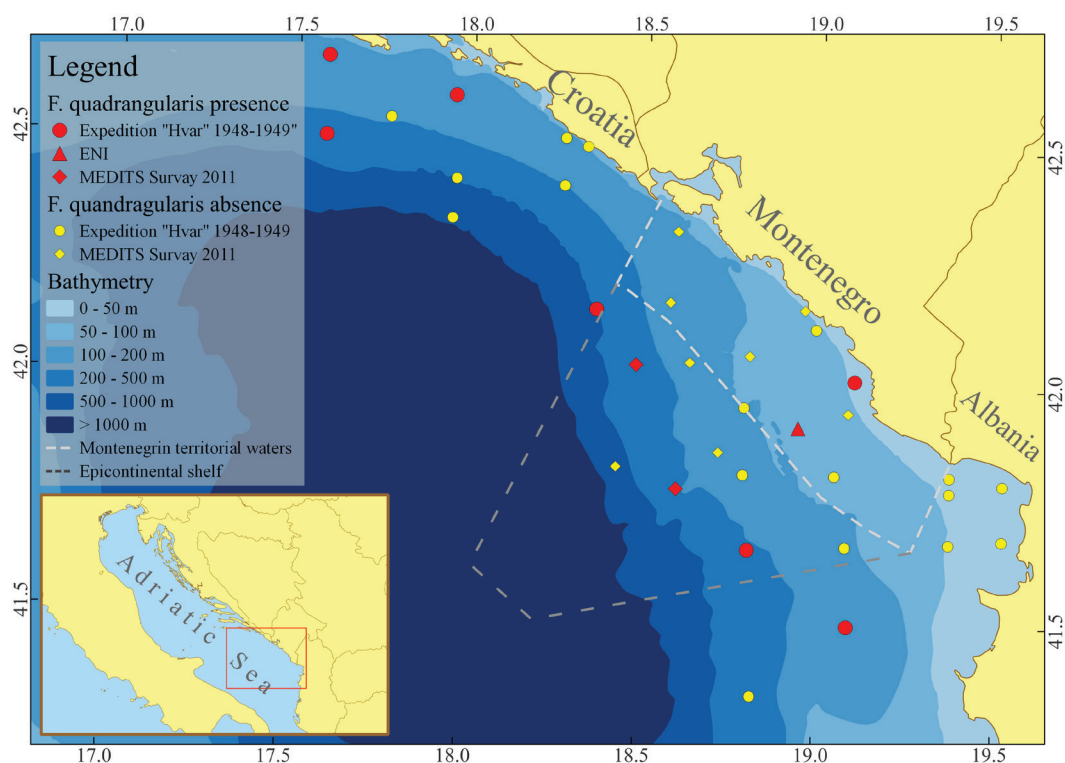 17.0 17.5 18.0 18.5 19.0 19.5
Legend
F. quadrangularis presence
Expedition "Hvar" 1948-1949"
ENI
MEDITS Survay 2011
F. quandragularis absence
Expedition "Hvar" 1948-1949
MEDITS Survay 2011
Bathymetry
0 - 50 m
50 - 100 m
100 - 200 m
200 - 500 m
500 - 1000 m
> 1000 m
Montenegrin territorial waters
Epicontinental shelf
Croatia
Montenegro
Albania
Adriatic Sea
42.5
42.0
41.5
42.5
42.0
41.5
17.0 17.5 18.0 18.5 19.0 19.5